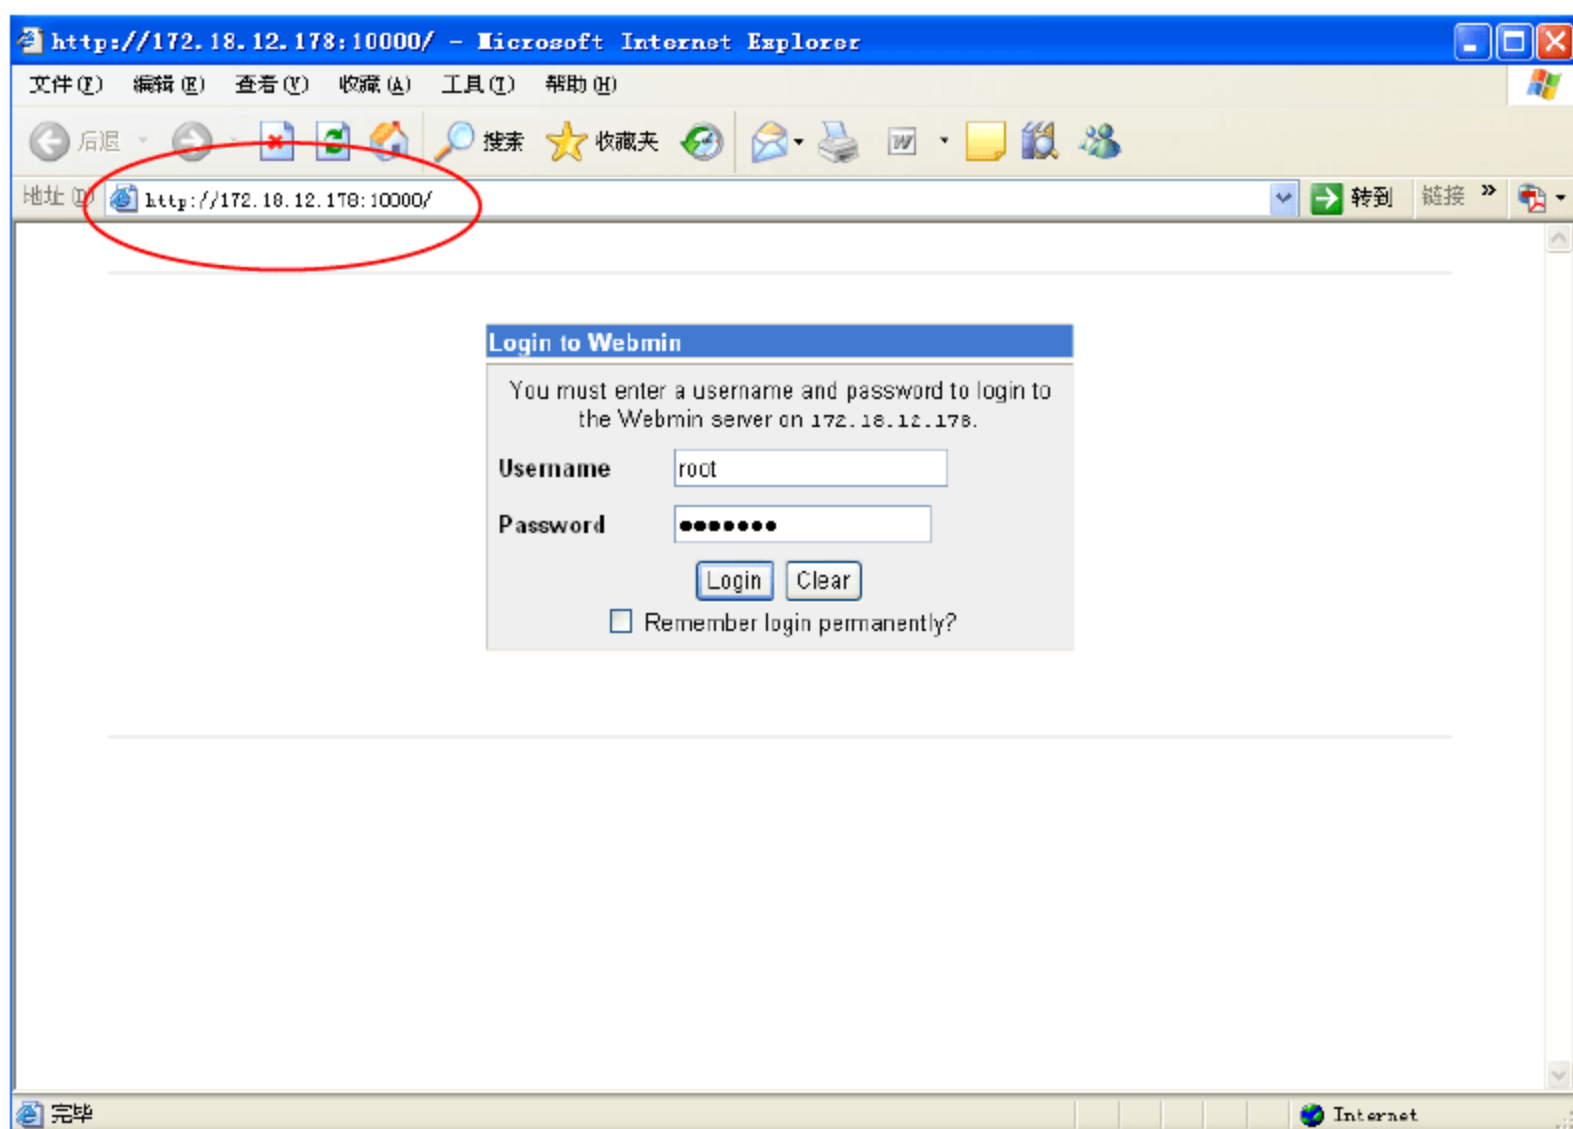 http://172.18.12.178:10000/ - Microsoft Internet Explorer
文件(F) 编辑(E) 查看(V) 收藏(A) 工具(T) 帮助(H)
后退 搜索 收藏夹
地址(D) http://172.18.12.178:10000/ 转到 链接 »
Login to Webmin
You must enter a username and password to login to
the Webmin server on 172.18.12.178.
Username root
Password •••••••
Login Clear
Remember login permanently?
完毕 Internet